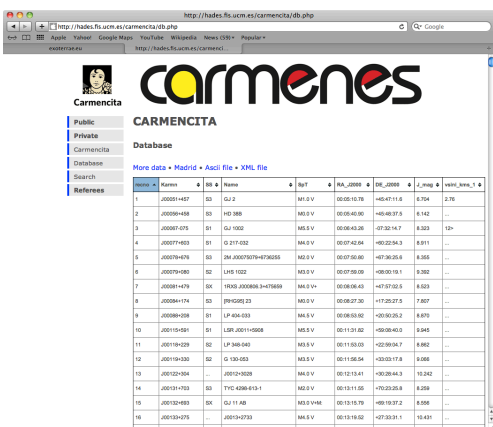 http://hades.fis.ucm.es/carmencita/db.php
http://hades.fis.ucm.es/carmencita/db.php
Google
Apple Yahoo! Google Maps YouTube Wikipedia News (59) Popular
exoterrae.eu http://hades.fis.ucm.es/carmenci...
carmenes
Carmencita
Public
Private
Carmencita
Database
Search
Referees
CARMENCITA
Database
More data • Madrid • Ascii file • XML file
recno Karmn SS Name SpT RA_J2000 DE_J2000 J_mag vsini_kms_1
1 J00051+457 S3 GJ 2 M1.0 V 00:05:10.78 +45:47:11.6 6.704 2.76
2 J00056+458 S3 HD 38B M0.0 V 00:05:40.90 +45:48:37.5 6.142 ...
3 J00067-075 S1 GJ 1002 M5.5 V 00:06:43.26 -07:32:14.7 8.323 12>
4 J00077+603 S1 G 217-032 M4.0 V 00:07:42.64 +60:22:54.3 8.911 ...
5 J00078+676 S3 2M J00075079+6736255 M2.0 V 00:07:50.80 +67:36:25.6 8.355 ...
6 J00079+080 S2 LHS 1022 M3.0 V 00:07:59.09 +08:00:19.1 9.392 ...
7 J00081+479 SX 1RXS J000806.3+475659 M4.0 V+ 00:08:06.43 +47:57:02.5 8.523 ...
8 J00084+174 S3 [RHG95] 23 M0.0 V 00:08:27.30 +17:25:27.5 7.807 ...
9 J00088+208 S1 LP 404-033 M4.5 V 00:08:53.92 +20:50:25.2 8.870 ...
10 J00115+591 S1 LSR J0011+5908 M5.5 V 00:11:31.82 +59:08:40.0 9.945 ...
11 J00118+229 S2 LP 348-040 M3.5 V 00:11:53.03 +22:59:04.7 8.862 ...
12 J00119+330 S2 G 130-053 M3.5 V 00:11:56.54 +33:03:17.8 9.066 ...
13 J00122+304 ... J0012+3028 M4.0 V 00:12:13.41 +30:28:44.3 10.242 ...
14 J00131+703 S3 TYC 4298-613-1 M2.0 V 00:13:11.55 +70:23:25.8 8.259 ...
15 J00132+693 SX GJ 11 AB M3.0 V+M 00:13:15.79 +69:19:37.2 8.556 ...
16 J00133+275 ... J0013+2733 M4.5 V 00:13:19.52 +27:33:31.1 10.431 ...